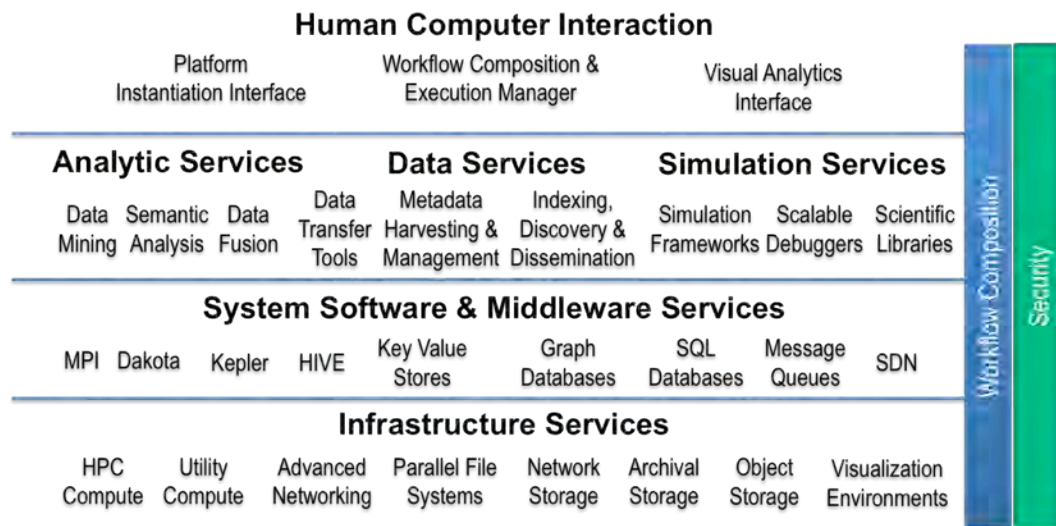 Human Computer Interaction
Platform
Instantiation Interface
Workflow Composition &
Execution Manager
Visual Analytics
Interface
Analytic Services
Data
Mining
Semantic
Analysis
Data
Fusion
Data Services
Data
Transfer
Tools
Metadata
Harvesting &
Management
Indexing,
Discovery &
Dissemination
Simulation Services
Simulation
Frameworks
Scalable
Debuggers
Scientific
Libraries
System Software & Middleware Services
MPI
Dakota
Kepler
HIVE
Key Value
Stores
Graph
Databases
SQL
Databases
Message
Queues
SDN
Infrastructure Services
HPC
Compute
Utility
Compute
Advanced
Networking
Parallel File
Systems
Network
Storage
Archival
Storage
Object
Storage
Visualization
Environments
Workflow Composition
Security